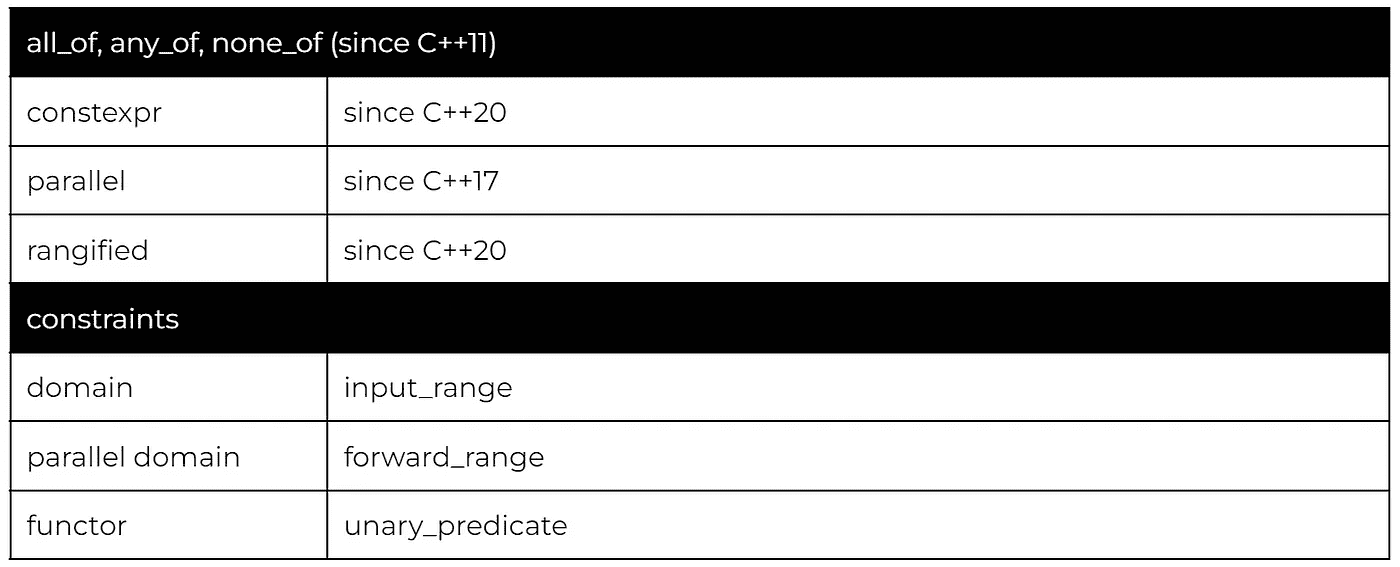 all_of, any_of, none_of (since C++11)
constexpr since C++20
parallel since C++17
rangified since C++20
constraints
domain input_range
parallel domain forward_range
functor unary_predicate